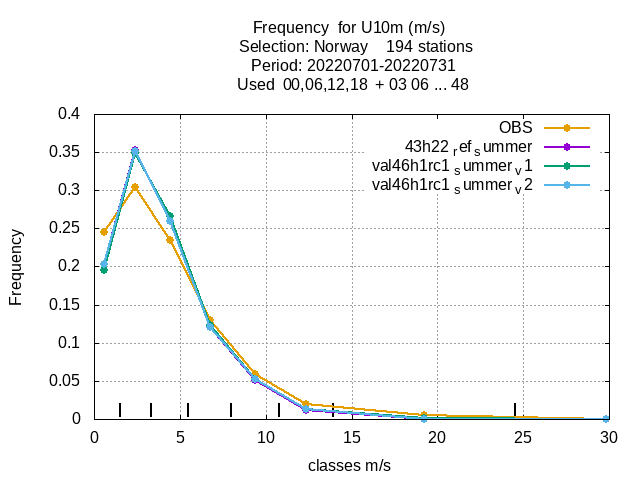 Frequency for U10m (m/s)
Selection: Norway 194 stations
Period: 20220701-20220731
Used 00,06,12,18 + 03 06 ... 48
0.4
0.35
0.3
0.25
0.2
0.15
0.1
0.05
0
Frequency
OBS
43h22 ref summer
val46h1rc1 summer v1
val46h1rc1 summer v2
0 5 10 15 20 25 30
classes m/s